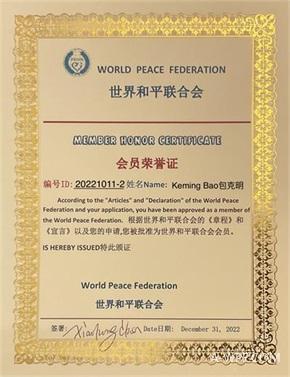 WORLD PEACE FEDERATION
世界和平联合会
MEMBER HONOR CERTIFICATE
会员荣誉证
编号ID: 20221011-2 姓名Name: Keming Bao包克明
According to the "Articles" and "Declaration" of the World Peace
Federation and your application, you have been approved as a member of
the World Peace Federation. 根据世界和平联合会的《章程》和
《宣言》以及您的申请,您被批准为世界和平联合会会员。
IS HEREBY ISSUED特此颁证
World Peace Federation
世界和平联合会
签署: Date日期: December 31, 2022